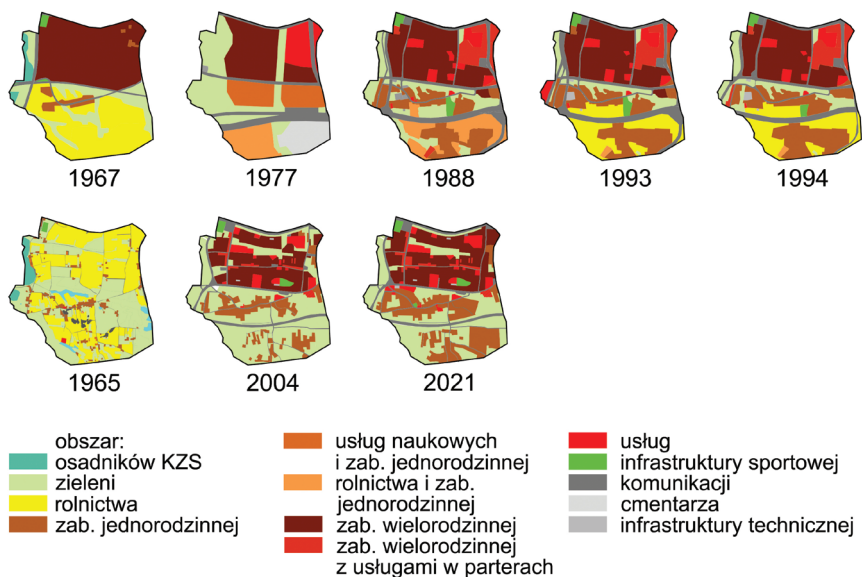 1967
1977
1988
1993
1994
1965
2004
2021
obszar:
osadników KZS
zieleni
rolnictwa
zab. jednorodzinnej
usług naukowych
i zab. jednorodzinnej
rolnictwa i zab.
jednorodzinnej
zab. wielorodzinnej
zab. wielorodzinnej
z usługami w parterach
usług
infrastruktury sportowej
komunikacji
cmentarza
infrastruktury technicznej